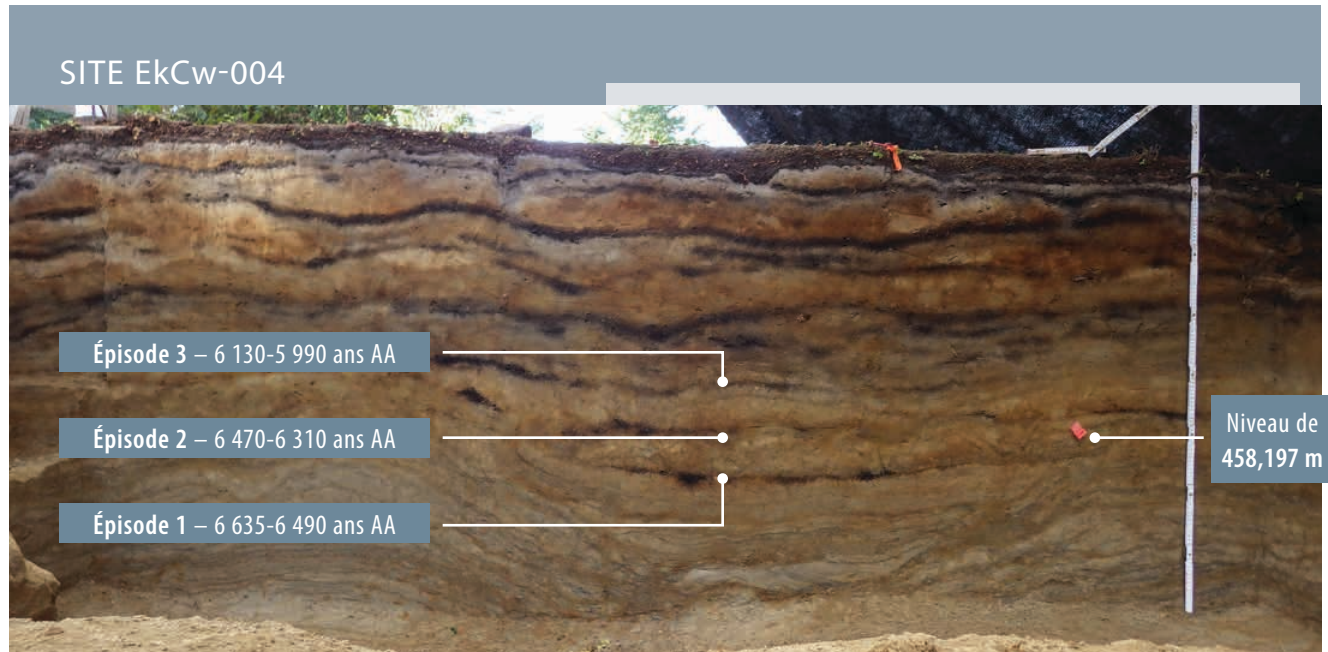 SITE EkCw-004
Épisode 3 – 6 130-5 990 ans AA
Épisode 2 – 6 470-6 310 ans AA
Niveau de
458,197 m
Épisode 1 – 6 635-6 490 ans AA